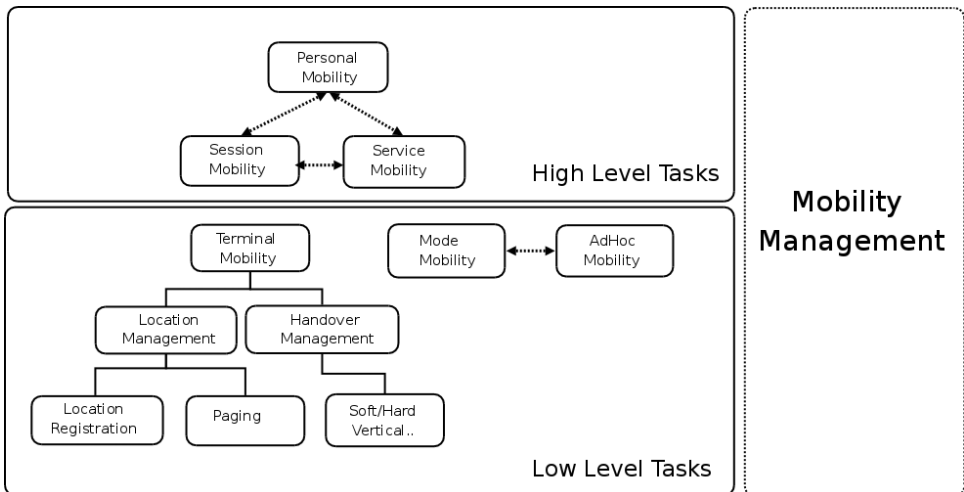 Personal
Mobility
Session
Mobility
Service
Mobility
High Level Tasks
Terminal
Mobility
Mode
Mobility
AdHoc
Mobility
Location
Management
Handover
Management
Location
Registration
Paging
Soft/Hard
Vertical..
Low Level Tasks
Mobility
Management